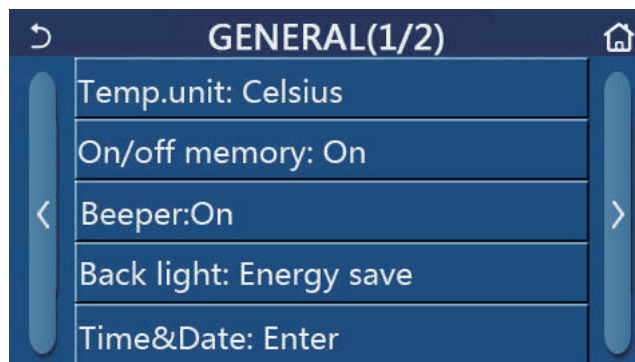 GENERAL(1/2)
Temp.unit: Celsius
On/off memory: On
Beeper:On
Back light: Energy save
Time&Date: Enter